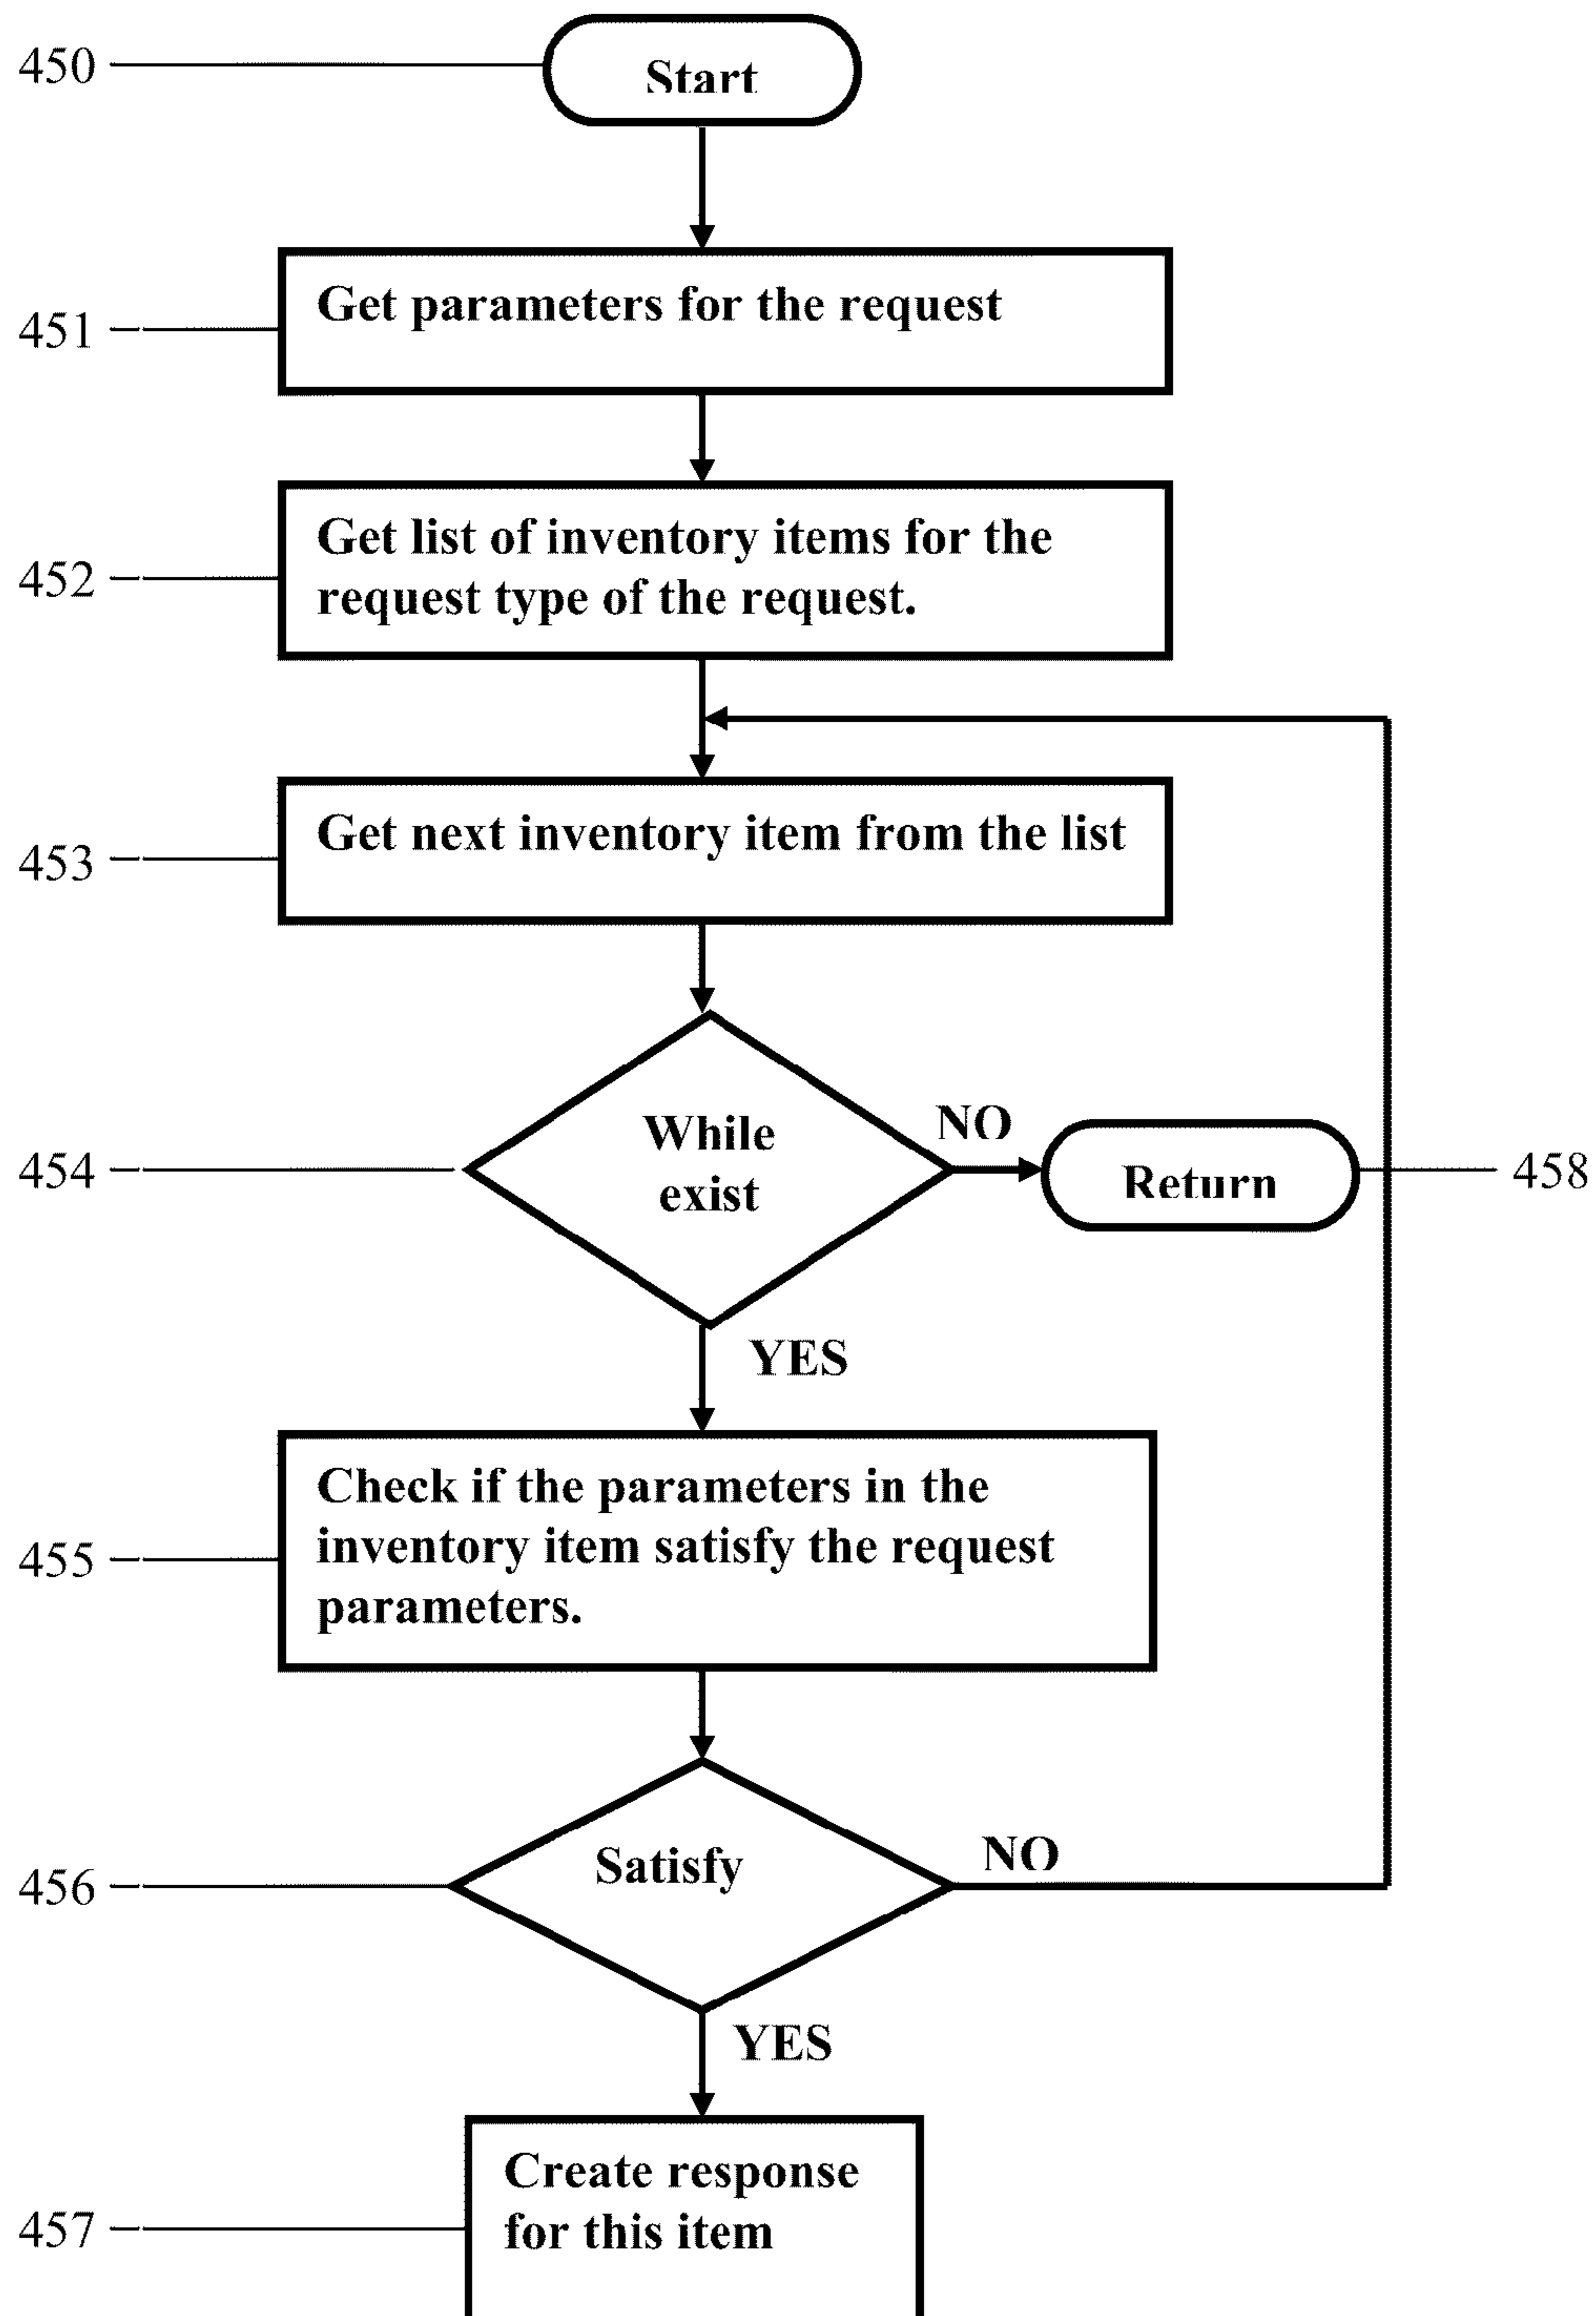 450
Start
451
Get parameters for the request
452
Get list of inventory items for the
request type of the request.
453
Get next inventory item from the list
454
While
exist
NO
Return
458
YES
455
Check if the parameters in the
inventory item satisfy the request
parameters.
456
Satisfy
NO
YES
457
Create response
for this item